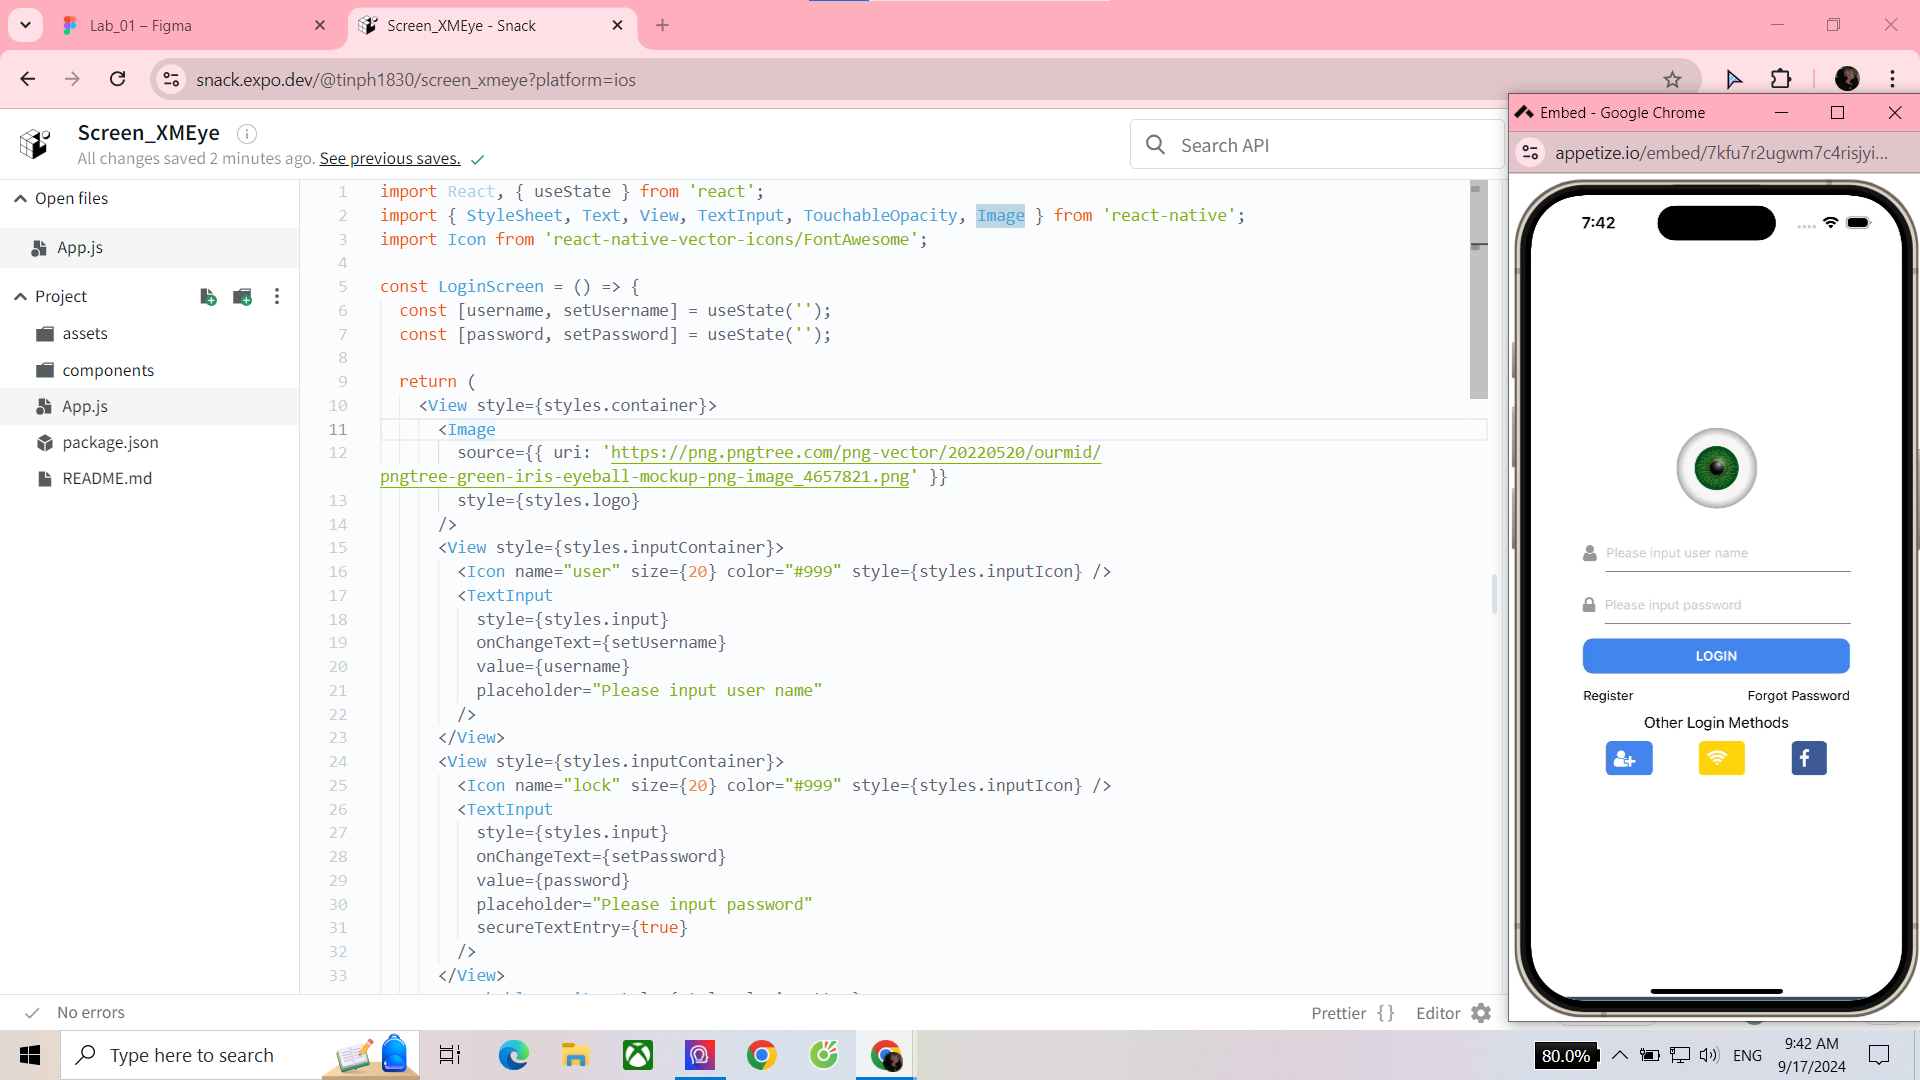 Lab_01 – Figma
Screen_XMEye - Snack
snack.expo.dev/@tinph1830/screen_xmeye?platform=ios
Screen_XMEye
All changes saved 2 minutes ago. See previous saves.
Search API
Open files
App.js
Project
assets
components
App.js
package.json
README.md
1 import React, { useState } from 'react';
2 import { StyleSheet, Text, View, TextInput, TouchableOpacity, Image } from 'react-native';
3 import Icon from 'react-native-vector-icons/FontAwesome';
4
5 const LoginScreen = () => {
6 const [username, setUsername] = useState('');
7 const [password, setPassword] = useState('');
8
9 return (
10 <View style={styles.container}>
11 <Image
12 source={{ uri: 'https://png.pngtree.com/png-vector/20220520/ourmid/
pngtree-green-iris-eyeball-mockup-png-image_4657821.png' }}
13 style={styles.logo}
14 />
15 <View style={styles.inputContainer}>
16 <Icon name="user" size={20} color="#999" style={styles.inputIcon} />
17 <TextInput
18 style={styles.input}
19 onChangeText={setUsername}
20 value={username}
21 placeholder="Please input user name"
22 />
23 </View>
24 <View style={styles.inputContainer}>
25 <Icon name="lock" size={20} color="#999" style={styles.inputIcon} />
26 <TextInput
27 style={styles.input}
28 onChangeText={setPassword}
29 value={password}
30 placeholder="Please input password"
31 secureTextEntry={true}
32 />
33 </View>
No errors
Prettier {}
Editor
Embed - Google Chrome
appetize.io/embed/7kfu7r2ugwm7c4risjyi...
7:42
Please input user name
Please input password
LOGIN
Register Forgot Password
Other Login Methods
Type here to search
80.0%
ENG
9:42 AM
9/17/2024